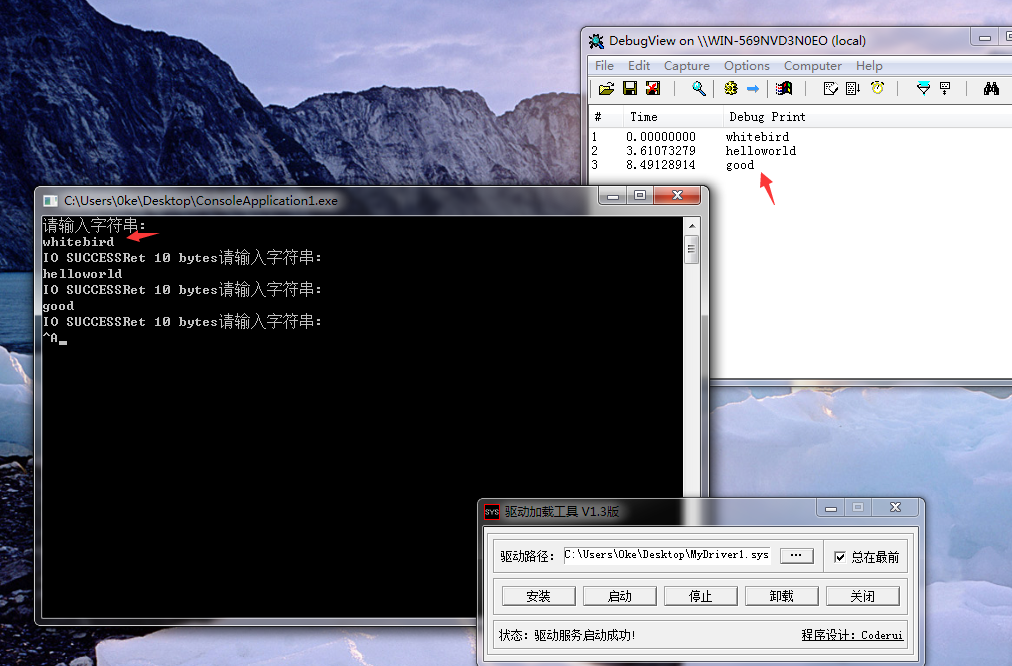 DebugView on \\WIN-569NVD3N0EO (local)
File Edit Capture Options Computer Help
# Time Debug Print
1 0.00000000 whitebird
2 3.61073279 helloworld
3 8.49128914 good
C:\Users\0ke\Desktop\ConsoleApplication1.exe
请输入字符串:
whitebird
IO SUCCESSRet 10 bytes请输入字符串:
helloworld
IO SUCCESSRet 10 bytes请输入字符串:
good
IO SUCCESSRet 10 bytes请输入字符串:
^A
SYS 驱动加载工具 V1.3版
驱动路径: C:\Users\0ke\Desktop\MyDriver1.sys ... 总在最前
安装 启动 停止 卸载 关闭
状态: 驱动服务启动成功! 程序设计: Coderui